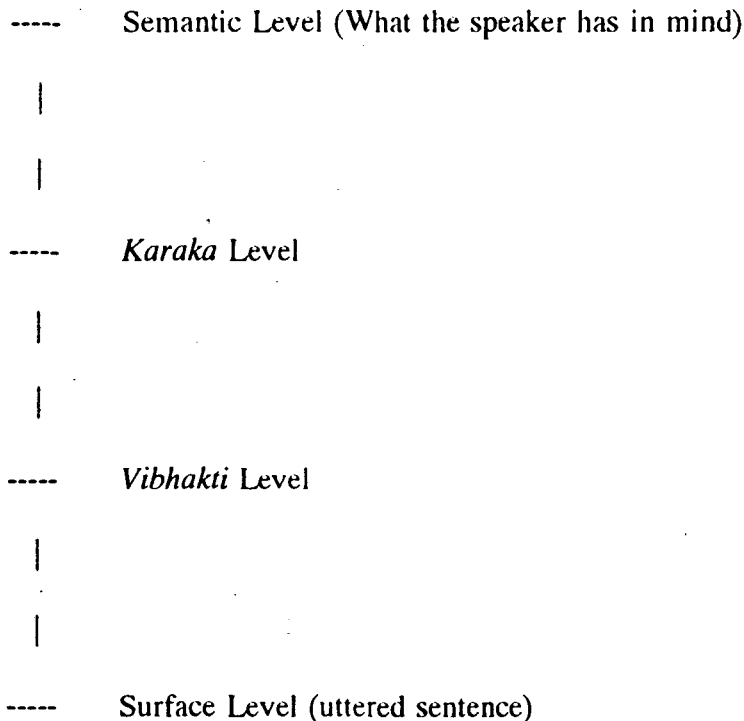 ----- Semantic Level (What the speaker has in mind)
|
|
----- Karaka Level
|
|
----- Vibhakti Level
|
|
----- Surface Level (uttered sentence)